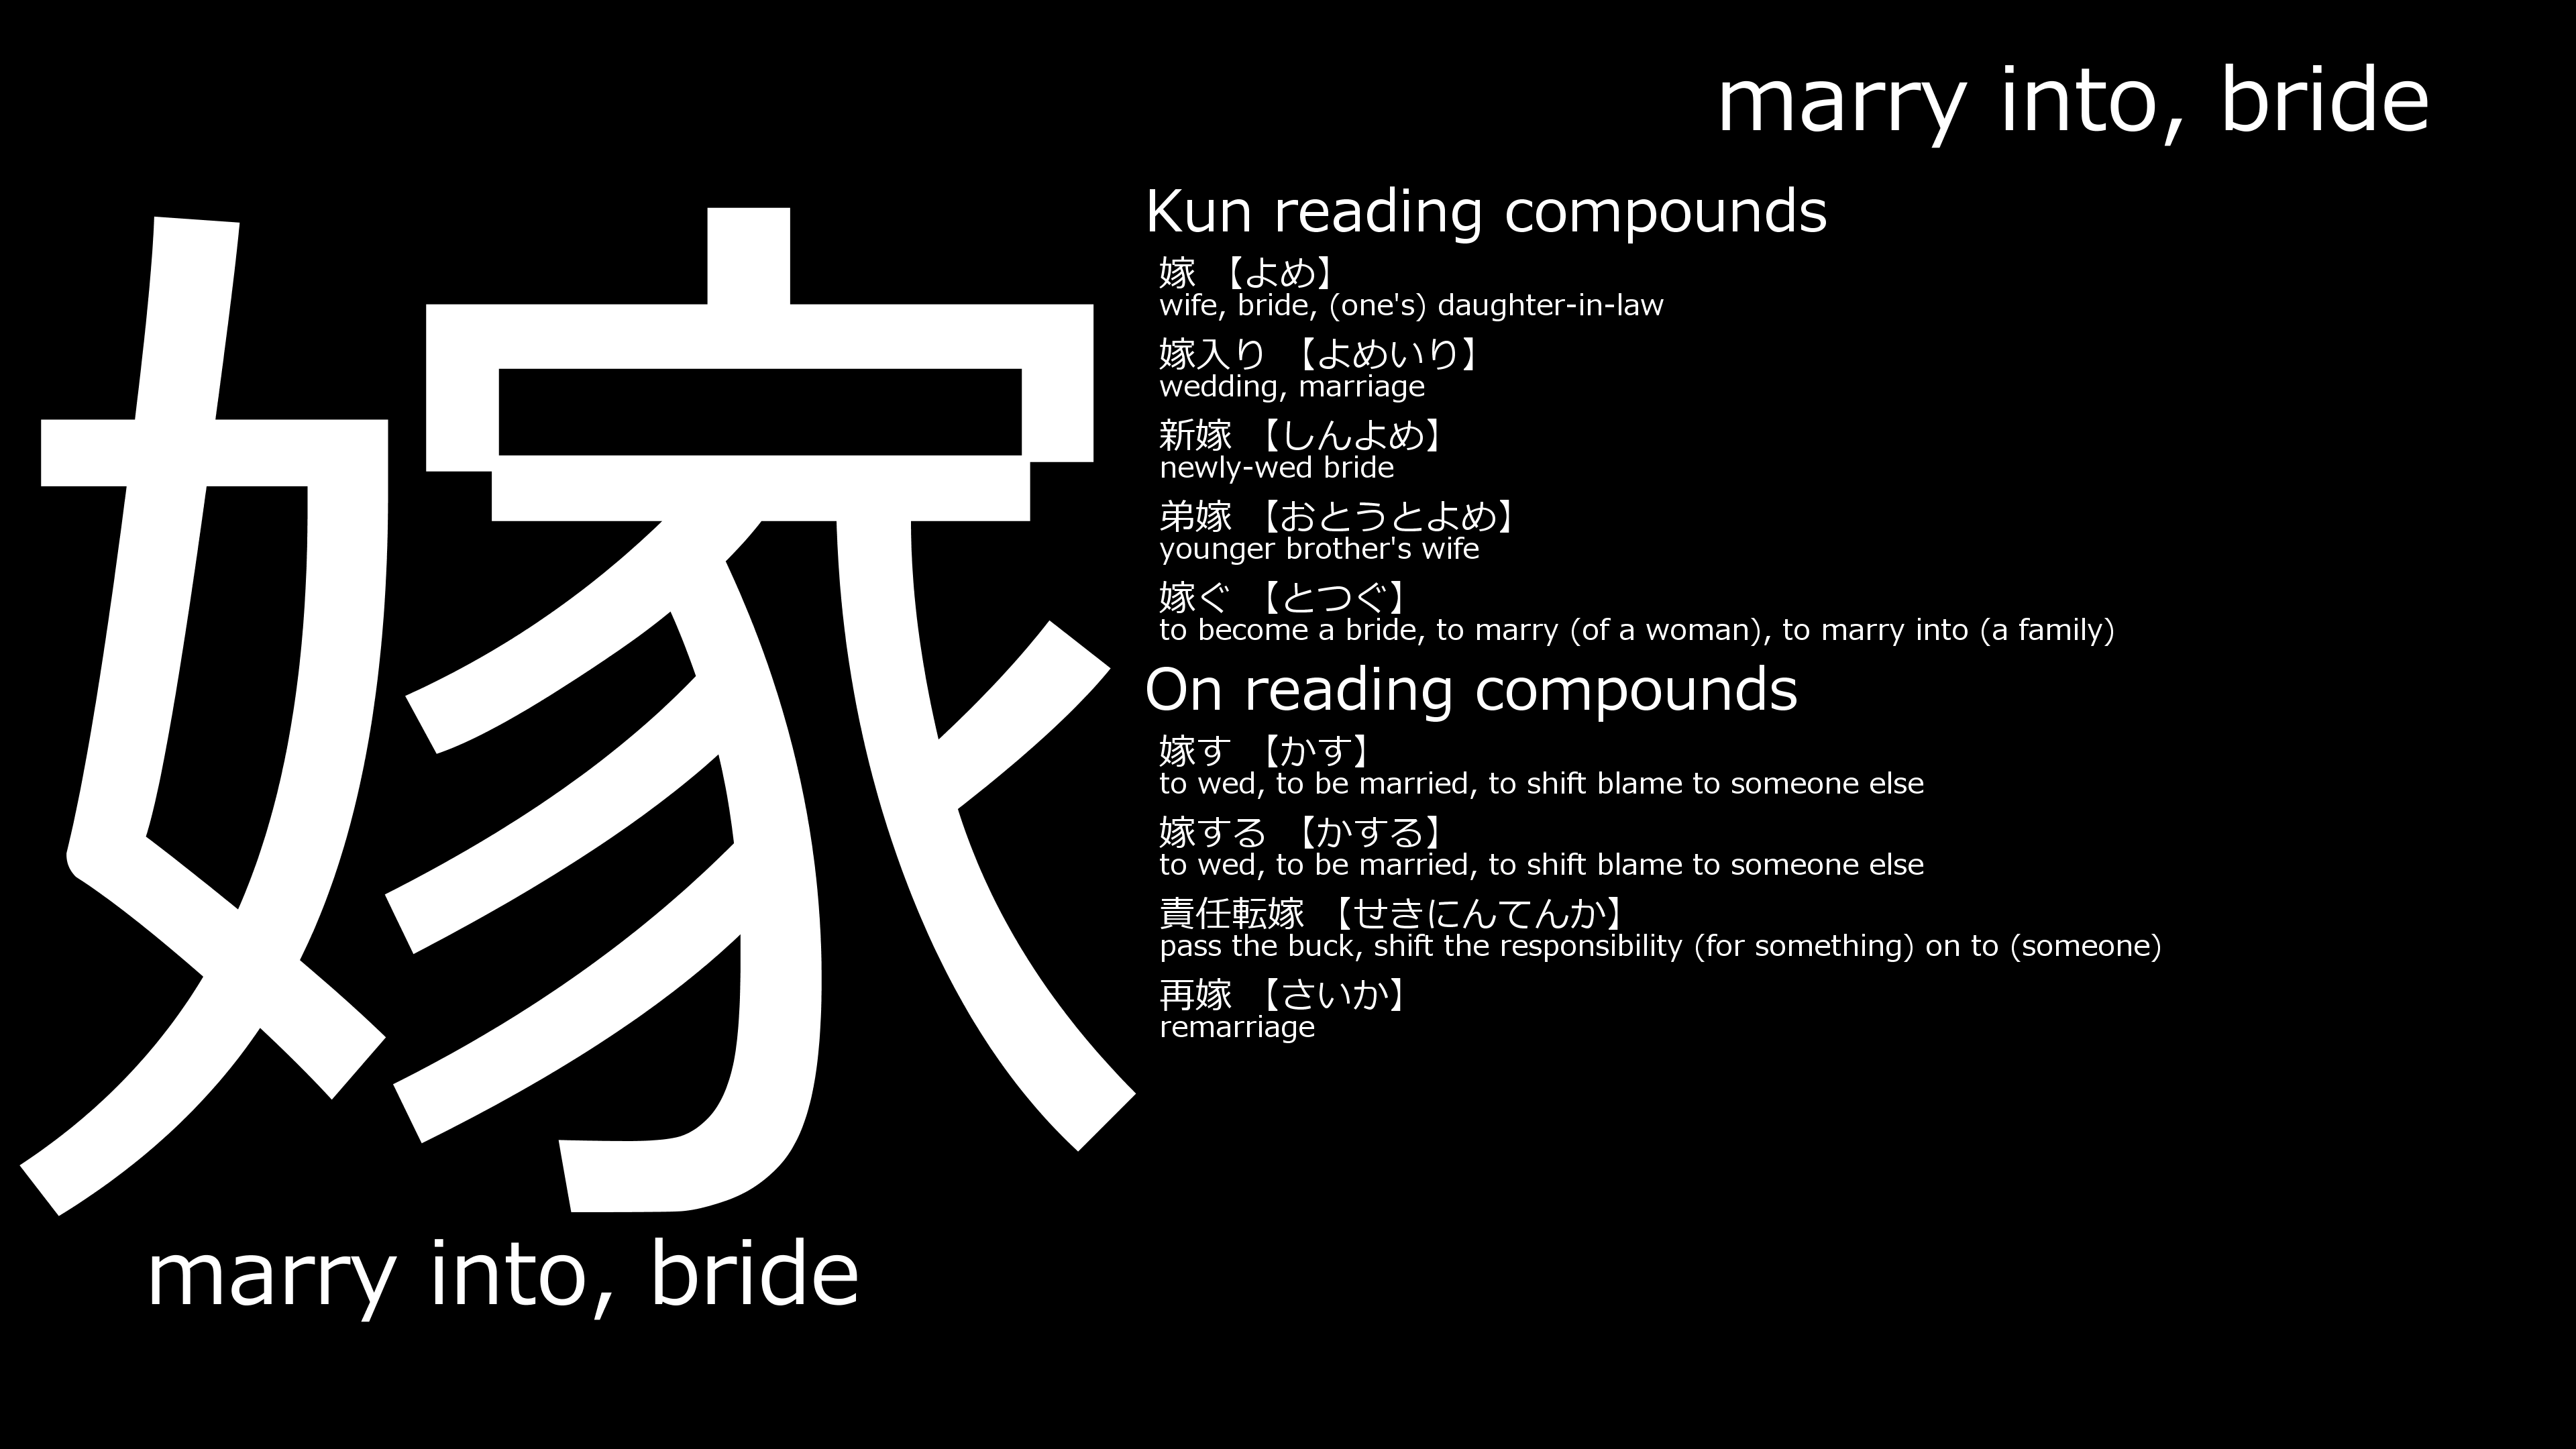 marry into, bride
嫁
marry into, bride
Kun reading compounds
嫁 【よめ】
wife, bride, (one's) daughter-in-law
嫁入り 【よめいり】
wedding, marriage
新嫁 【しんよめ】
newly-wed bride
弟嫁 【おとうとよめ】
younger brother's wife
嫁ぐ 【とつぐ】
to become a bride, to marry (of a woman), to marry into (a family)
On reading compounds
嫁す 【かす】
to wed, to be married, to shift blame to someone else
嫁する 【かする】
to wed, to be married, to shift blame to someone else
責任転嫁 【せきにんてんか】
pass the buck, shift the responsibility (for something) on to (someone)
再嫁 【さいか】
remarriage